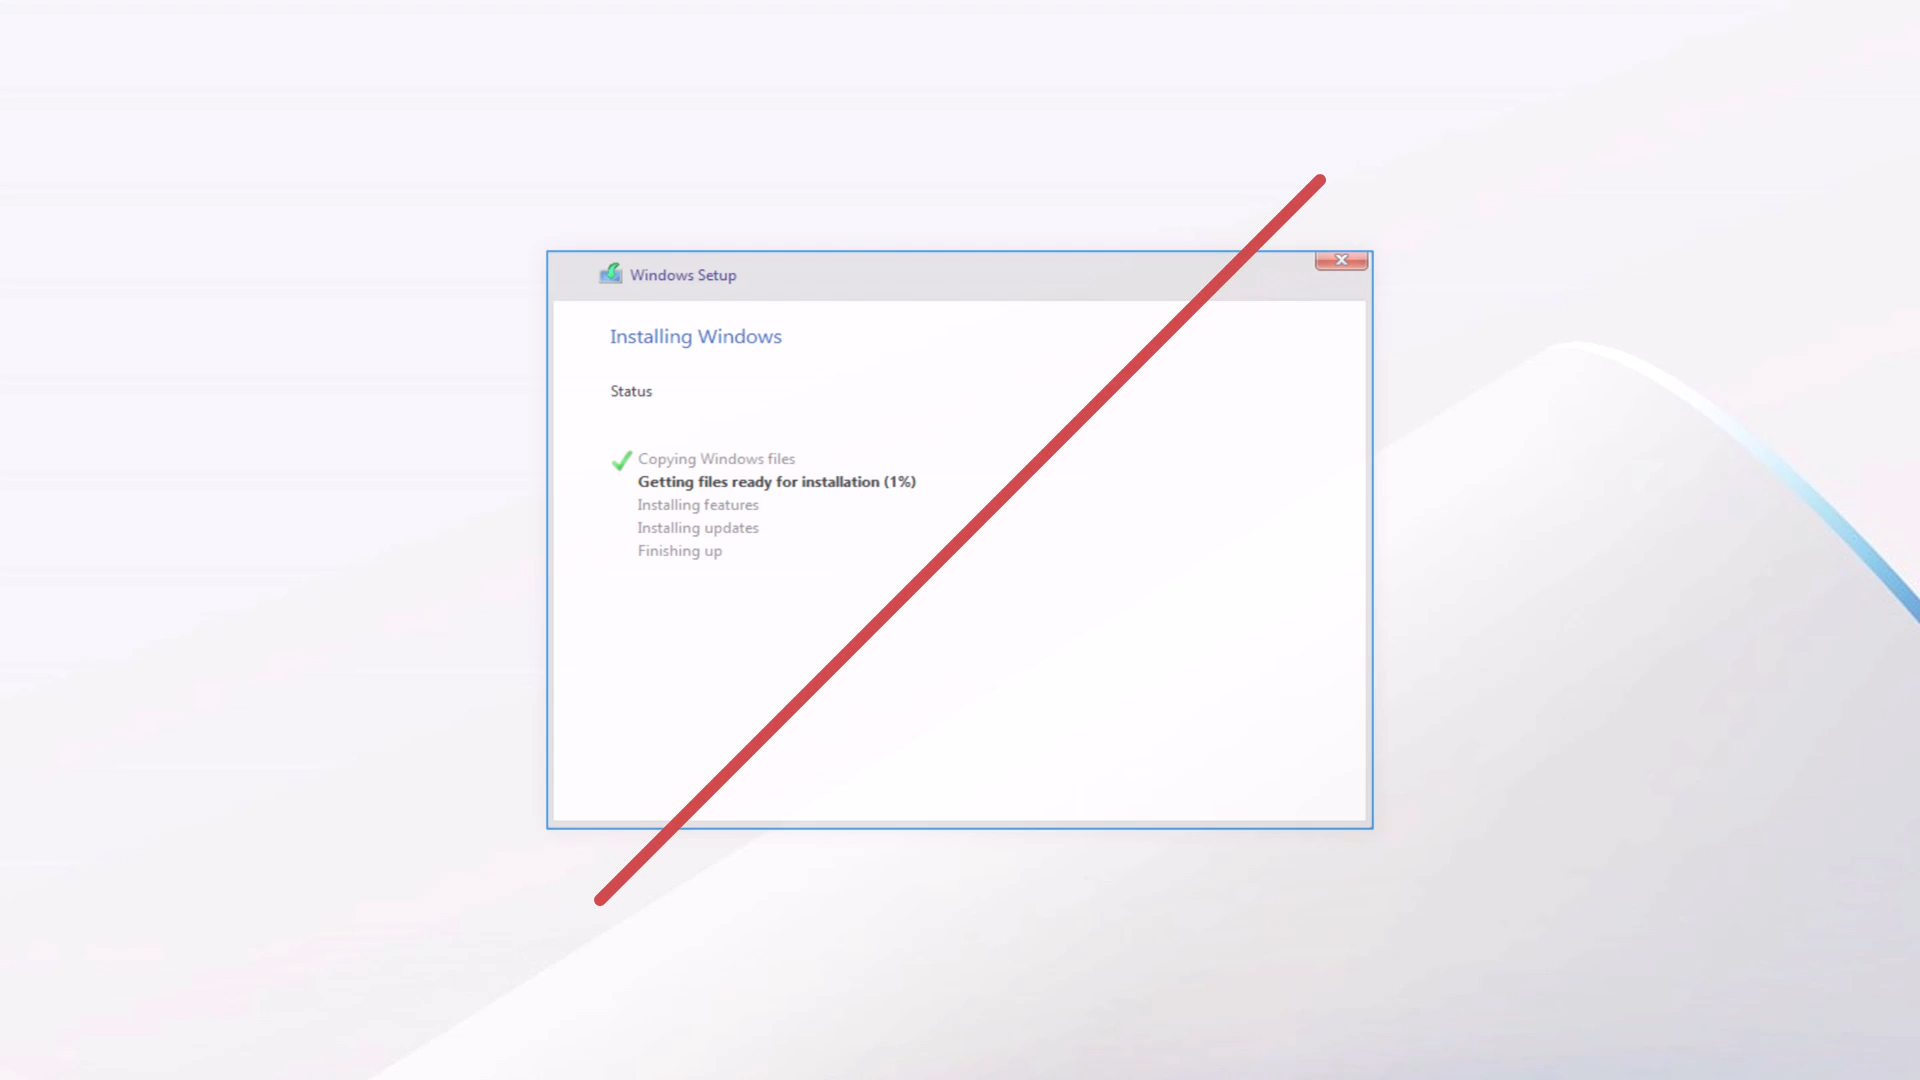 Windows Setup
Installing Windows
Status
Copying Windows files
Getting files ready for installation (1%)
Installing features
Installing updates
Finishing up